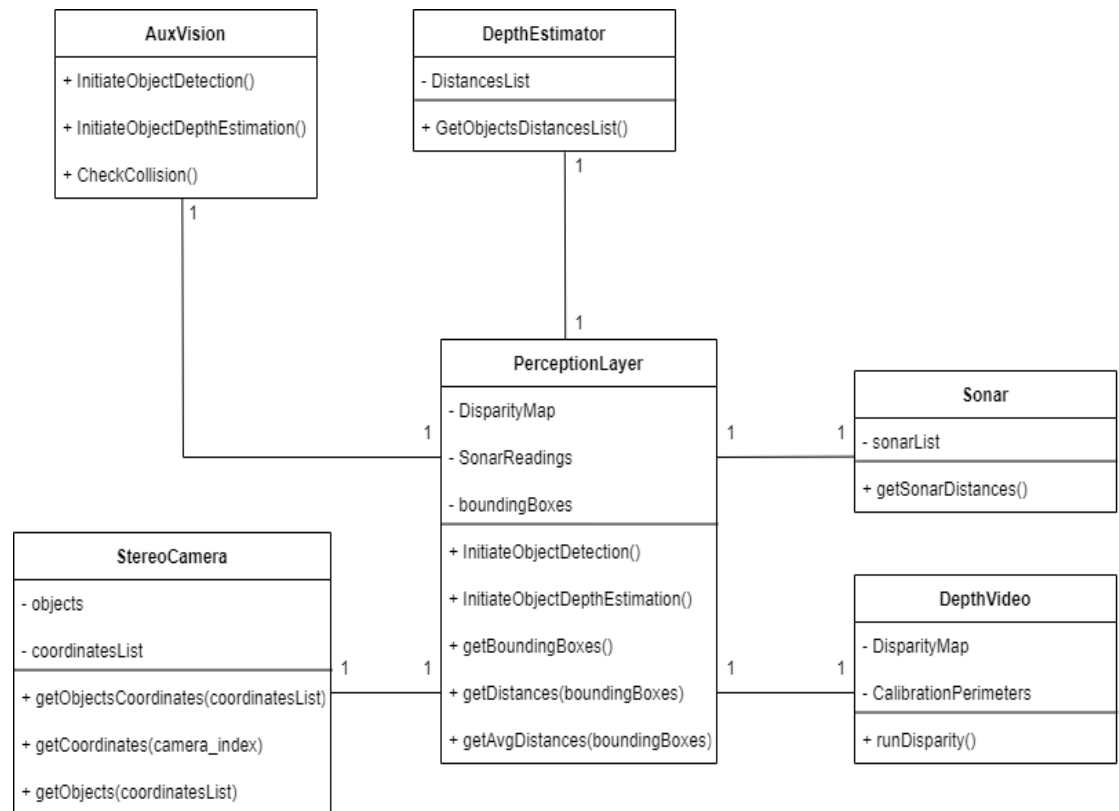 AuxVision
+ InitiateObjectDetection()
+ InitiateObjectDepthEstimation()
+ CheckCollision()
1
DepthEstimator
- DistancesList
+ GetObjectsDistancesList()
1
1
PerceptionLayer
- DisparityMap
- SonarReadings
- boundingBoxes
+ InitiateObjectDetection()
+ InitiateObjectDepthEstimation()
+ getBoundingBoxes()
+ getDistances(boundingBoxes)
+ getAvgDistances(boundingBoxes)
1
1
1
Sonar
- sonarList
+ getSonarDistances()
StereoCamera
- objects
- coordinatesList
+ getObjectsCoordinates(coordinatesList)
+ getCoordinates(camera_index)
+ getObjects(coordinatesList)
1
1
1
1
DepthVideo
- DisparityMap
- CalibrationPerimeters
+ runDisparity()